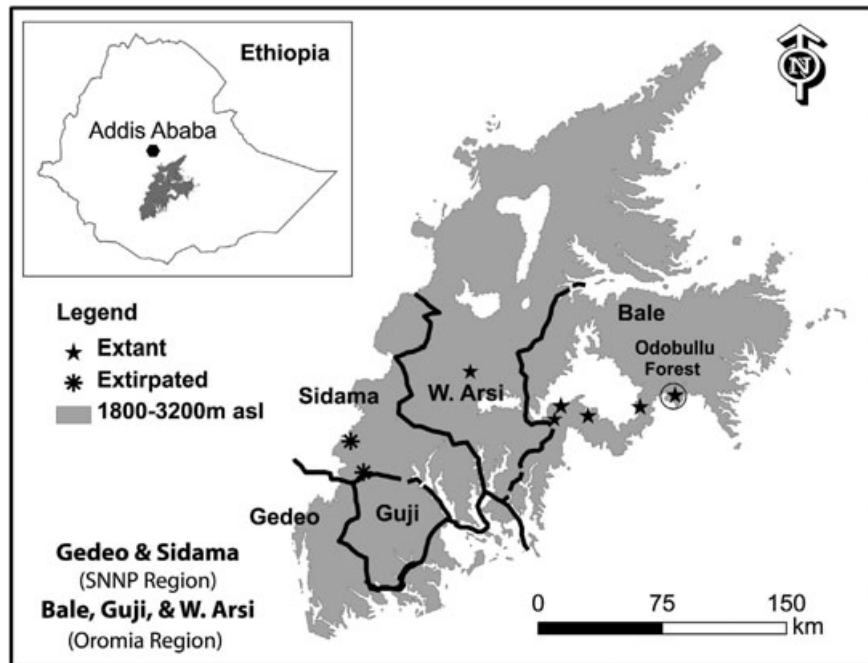 Ethiopia
Addis Ababa
N
Legend
Extant
Extirpated
1800-3200m asl
Bale
Odobullu
Forest
W. Arsi
Sidama
Gedeo
Guji
Gedeo & Sidama
(SNNP Region)
Bale, Guji, & W. Arsi
(Oromia Region)
0 75 150
km